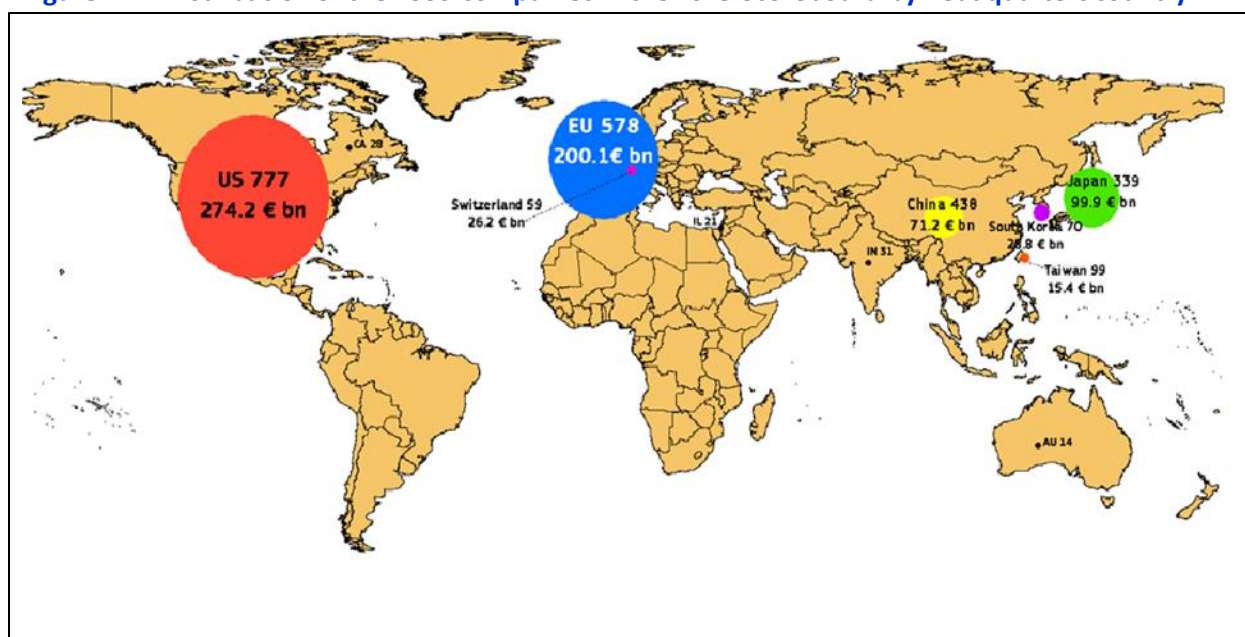 US 777
274.2 € bn
CA 28
EU 578
200.1€ bn
Switzerland 59
26.2 € bn
IL 21
IN 31
China 438
71.2 € bn
Japan 339
99.9 € bn
South Korea 70
€ bn
Taiwan 99
15.4 € bn
AU 14